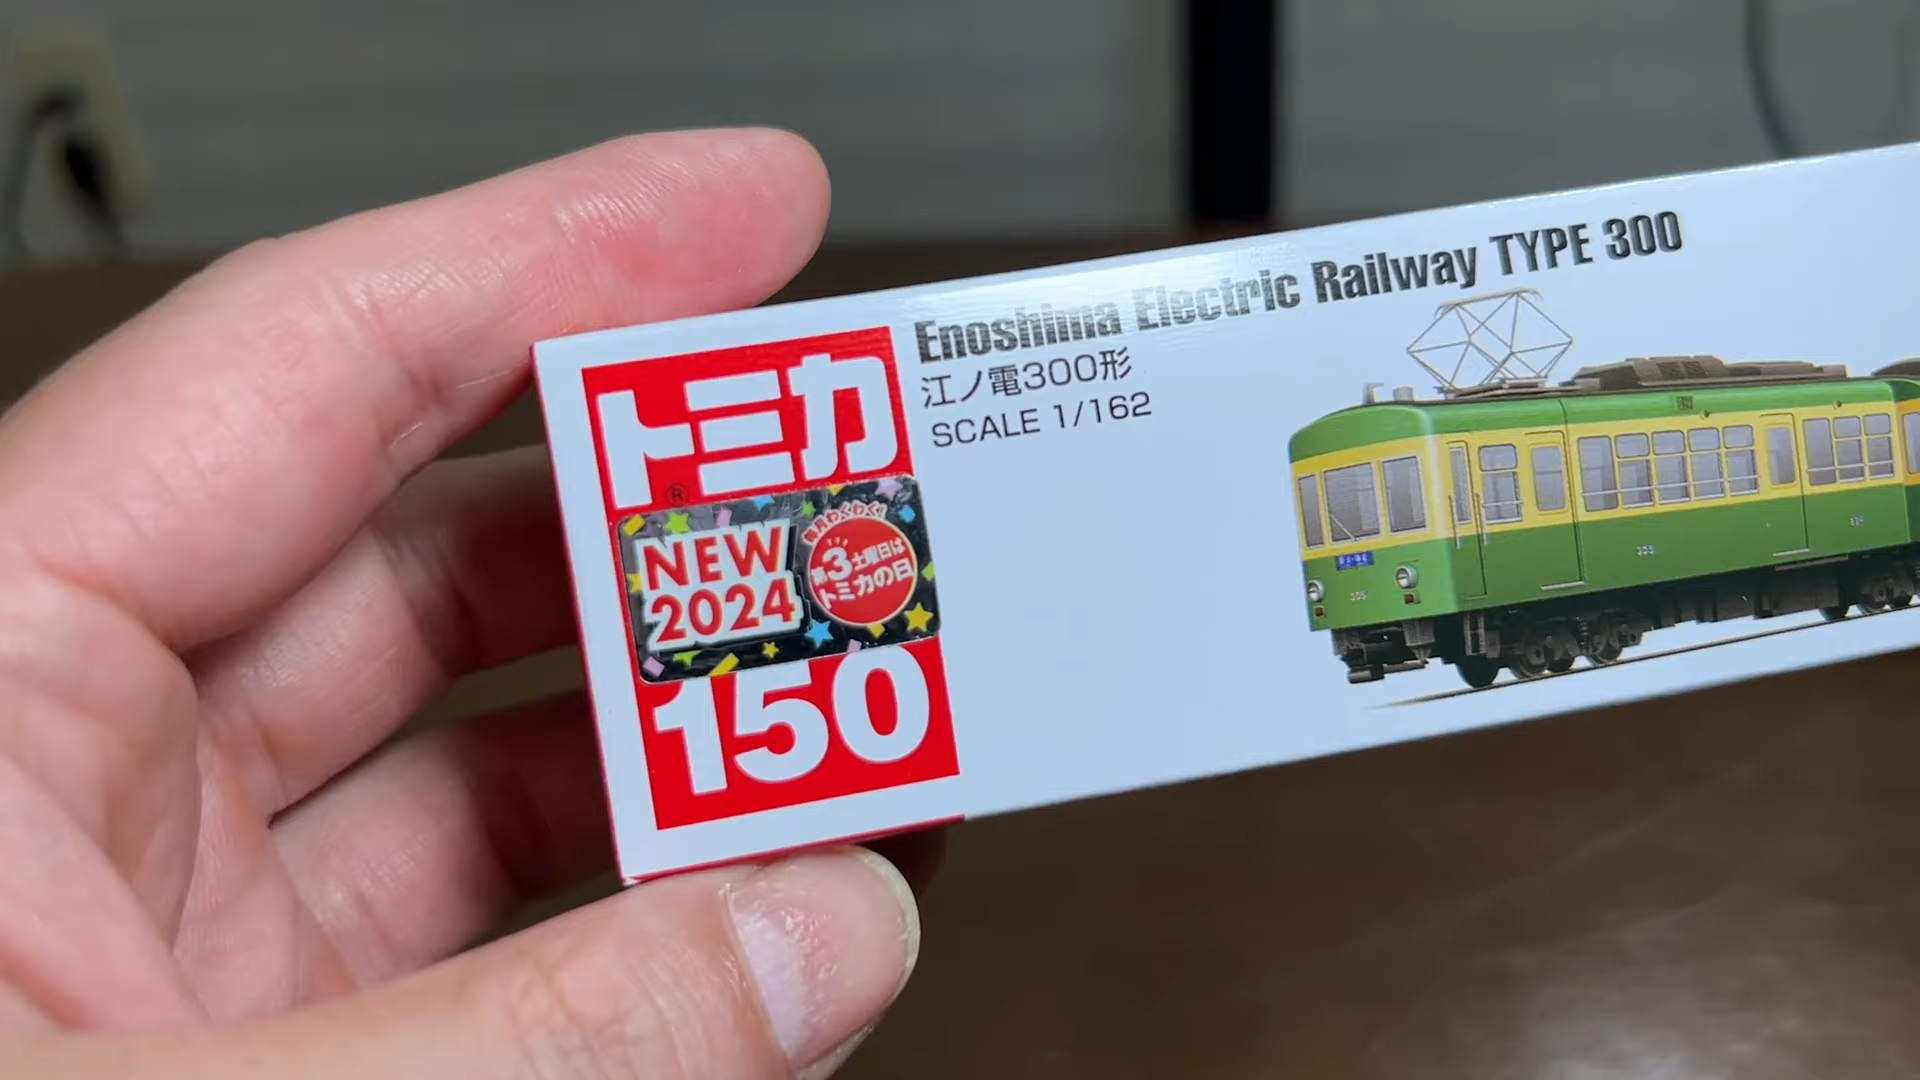 Enoshima Electric Railway TYPE 300
江ノ電300形
SCALE 1/162
トミカ
®
NEW
2024
毎月わくわく!
第3土曜日は
トミカの日
150
305